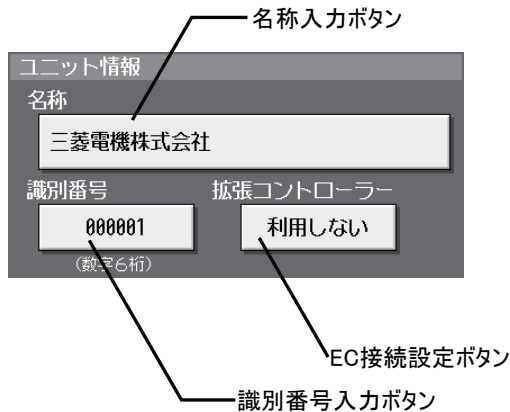 名称入力ボタン
ユニット情報
名称
三菱電機株式会社
識別番号
拡張コントローラー
000001
利用しない
(数字6桁)
EC接続設定ボタン
識別番号入力ボタン